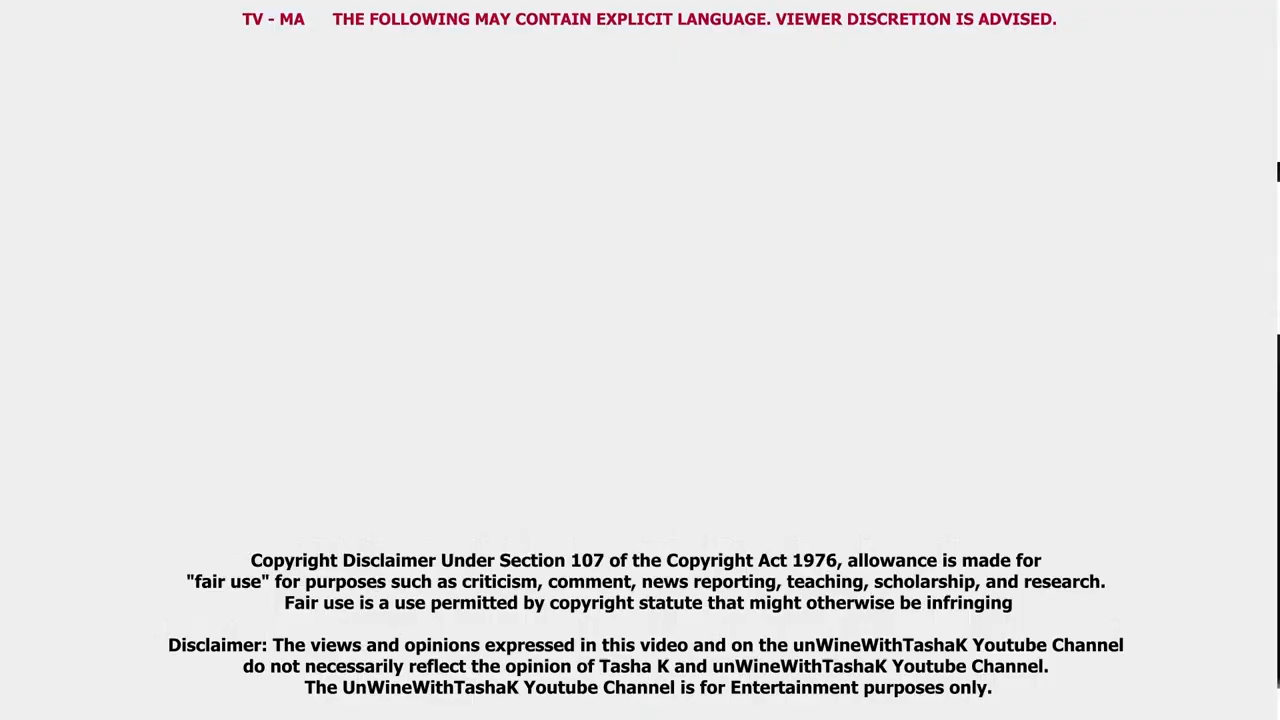 TV - MA THE FOLLOWING MAY CONTAIN EXPLICIT LANGUAGE. VIEWER DISCRETION IS ADVISED.
Copyright Disclaimer Under Section 107 of the Copyright Act 1976, allowance is made for
"fair use" for purposes such as criticism, comment, news reporting, teaching, scholarship, and research.
Fair use is a use permitted by copyright statute that might otherwise be infringing
Disclaimer: The views and opinions expressed in this video and on the unWineWithTashaK Youtube Channel
do not necessarily reflect the opinion of Tasha K and unWineWithTashaK Youtube Channel.
The UnWineWithTashaK Youtube Channel is for Entertainment purposes only.